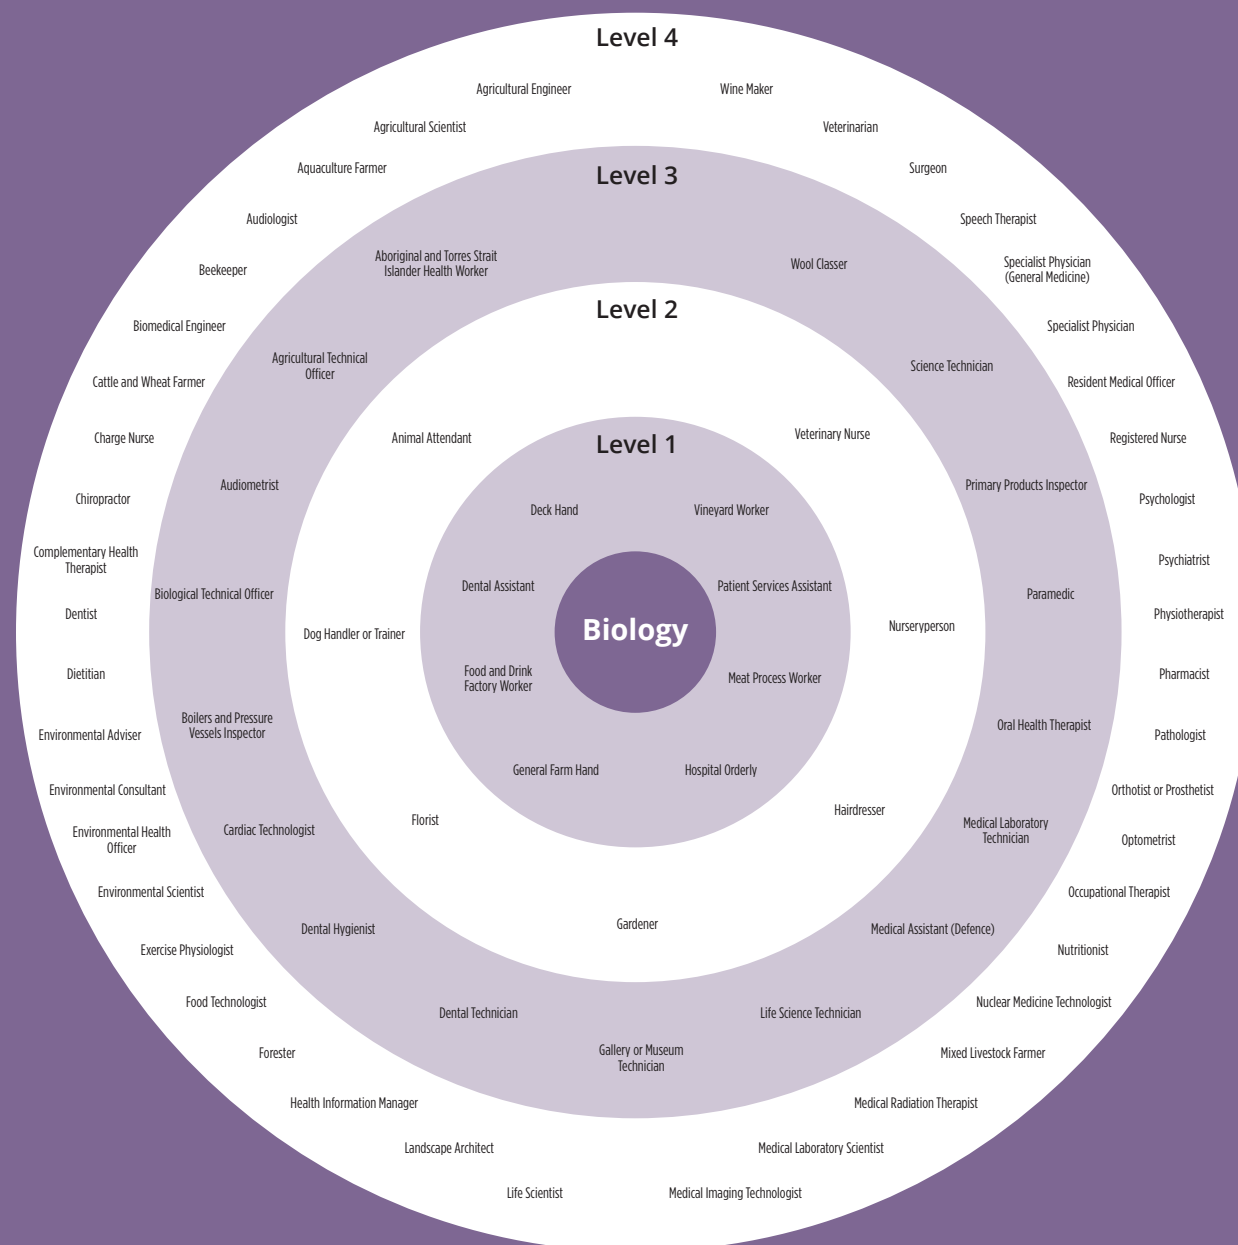 Level 4
Agricultural Engineer
Wine Maker
Agricultural Scientist
Veterinarian
Aquaculture Farmer
Surgeon
Audiologist
Speech Therapist
Beekeeper
Specialist Physician
(General Medicine)
Biomedical Engineer
Specialist Physician
Cattle and Wheat Farmer
Resident Medical Officer
Charge Nurse
Registered Nurse
Chiropractor
Psychologist
Complementary Health
Therapist
Psychiatrist
Dentist
Physiotherapist
Dietitian
Pharmacist
Environmental Adviser
Pathologist
Environmental Consultant
Orthotist or Prosthetist
Environmental Health
Officer
Optometrist
Environmental Scientist
Occupational Therapist
Exercise Physiologist
Nutritionist
Food Technologist
Nuclear Medicine Technologist
Forester
Mixed Livestock Farmer
Health Information Manager
Medical Radiation Therapist
Landscape Architect
Medical Laboratory Scientist
Life Scientist
Medical Imaging Technologist
Level 3
Aboriginal and Torres Strait
Islander Health Worker
Wool Classer
Agricultural Technical
Officer
Science Technician
Audiometrist
Primary Products Inspector
Biological Technical Officer
Paramedic
Boilers and Pressure
Vessels Inspector
Oral Health Therapist
Cardiac Technologist
Medical Laboratory
Technician
Dental Hygienist
Medical Assistant (Defence)
Dental Technician
Life Science Technician
Gallery or Museum
Technician
Level 2
Animal Attendant
Veterinary Nurse
Dog Handler or Trainer
Nurseryperson
Florist
Hairdresser
Gardener
Level 1
Deck Hand
Vineyard Worker
Dental Assistant
Patient Services Assistant
Food and Drink
Factory Worker
Meat Process Worker
General Farm Hand
Hospital Orderly
Biology